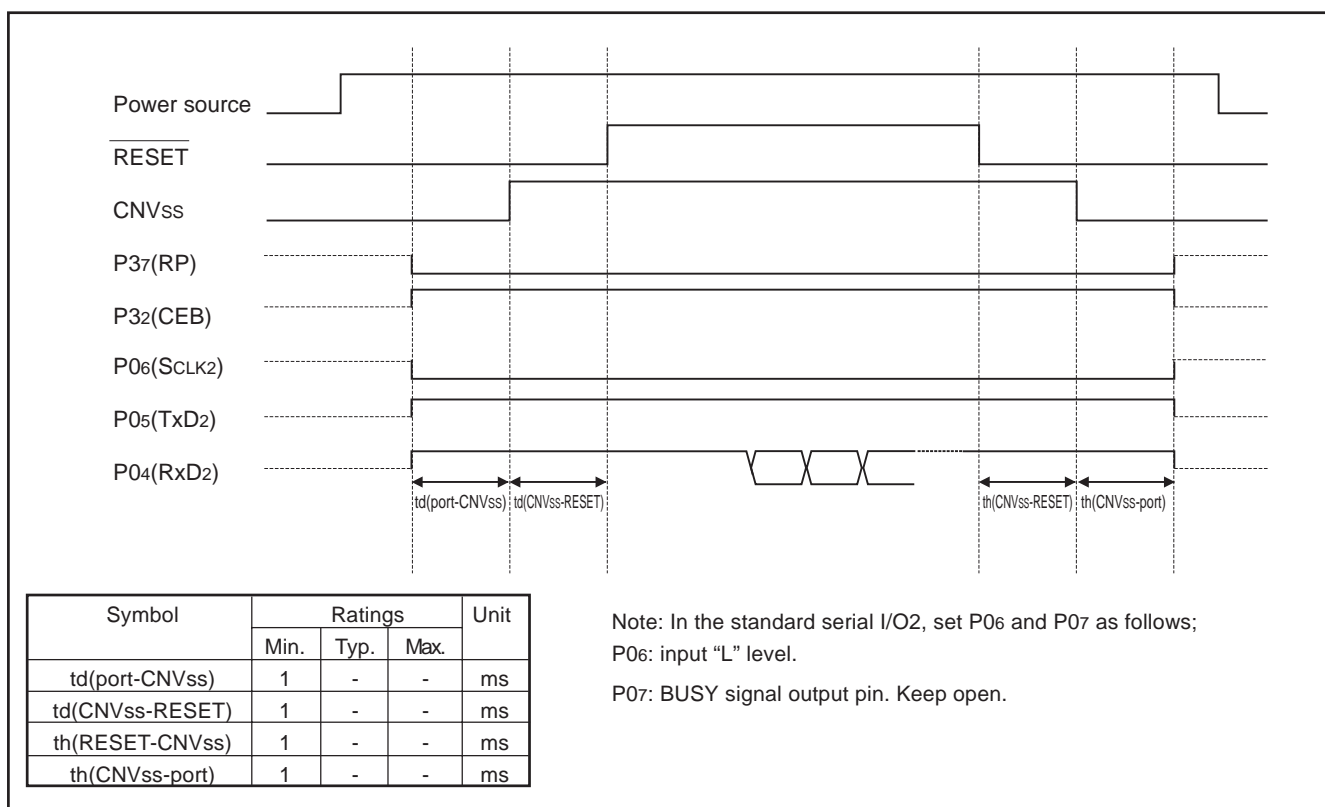 Power source
RESET
CNVss
P37(RP)
P32(CEB)
P06(SCLK2)
P05(TxD2)
P04(RxD2)
td(port-CNVss) td(CNVss-RESET) th(CNVss-RESET) th(CNVss-port)
Symbol Ratings Unit
Min. Typ. Max.
td(port-CNVss) 1 - - ms
td(CNVss-RESET) 1 - - ms
th(RESET-CNVss) 1 - - ms
th(CNVss-port) 1 - - ms
Note: In the standard serial I/O2, set P06 and P07 as follows;
P06: input “L” level.
P07: BUSY signal output pin. Keep open.